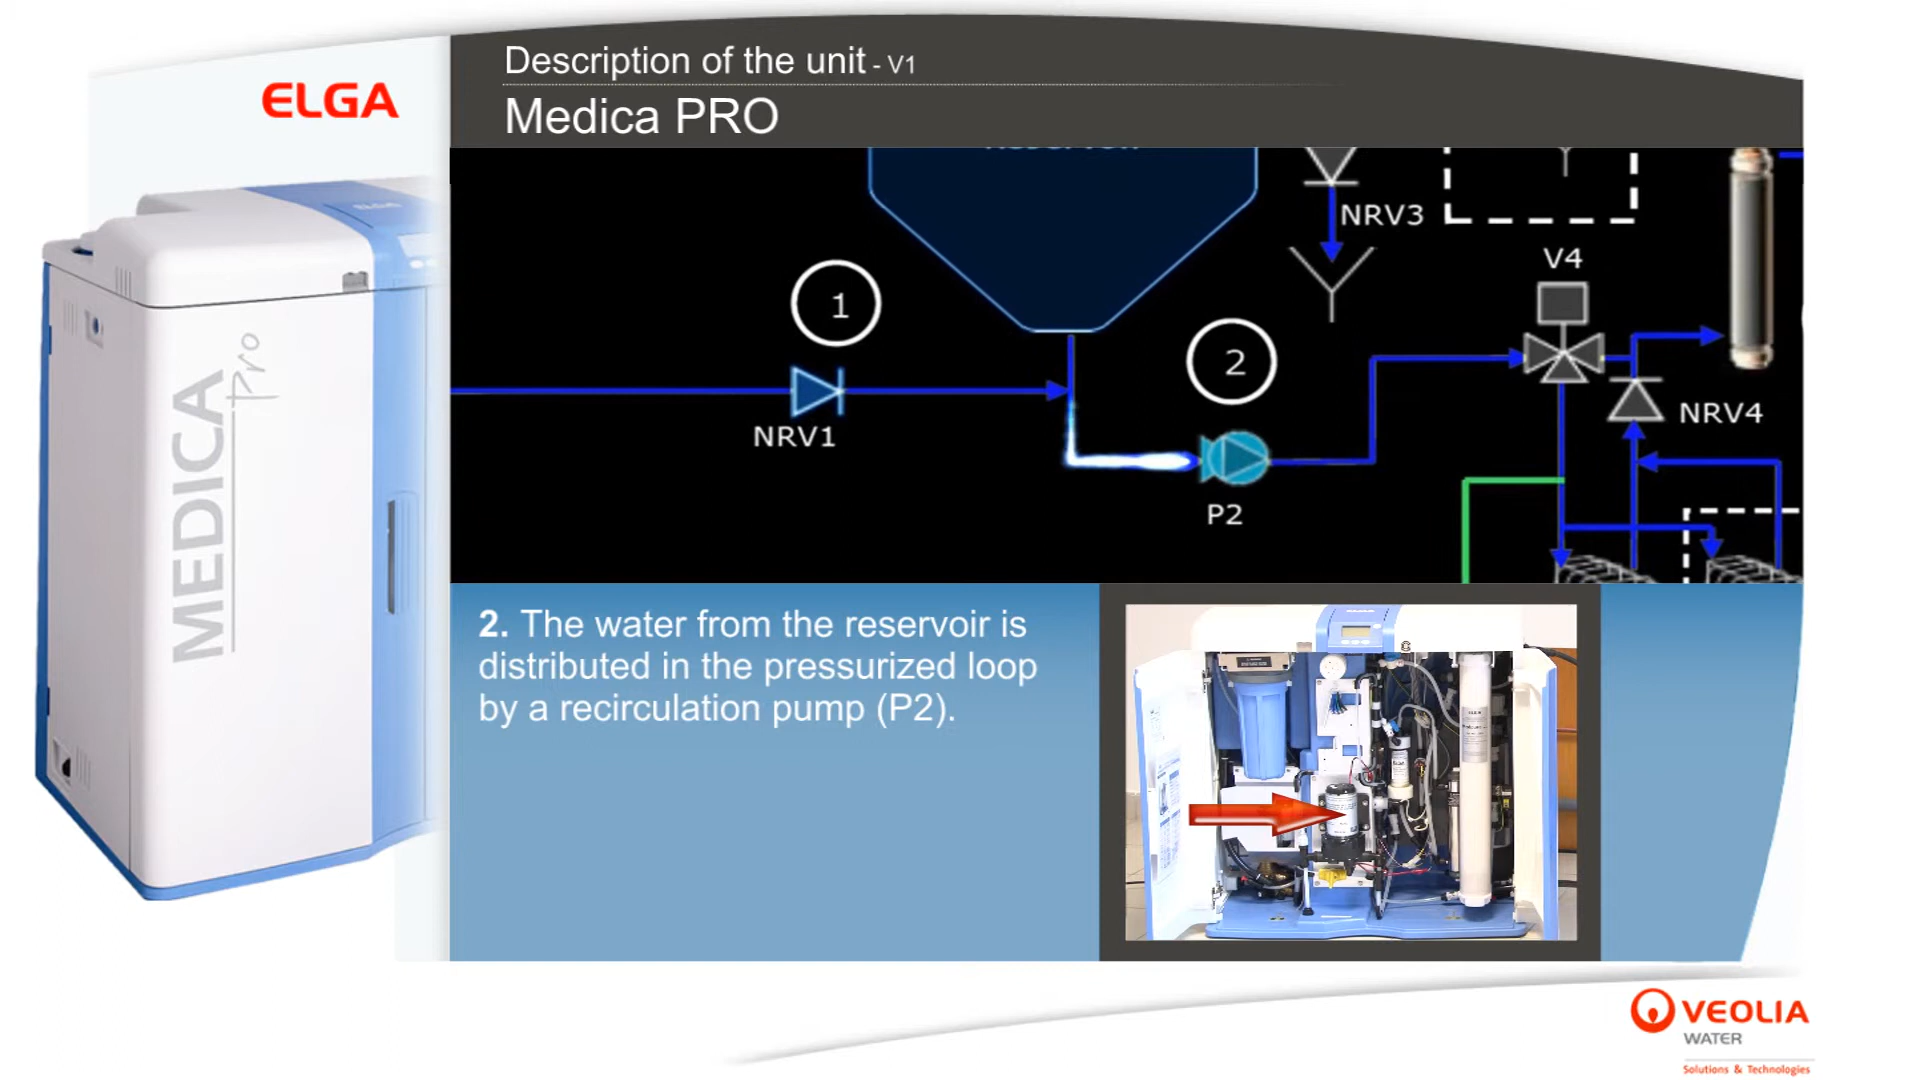 ELGA
Description of the unit - V1
Medica PRO
NRV3
V4
1
2
NRV1
NRV4
P2
MEDICA
Pro
2. The water from the reservoir is
distributed in the pressurized loop
by a recirculation pump (P2).
VEOLIA
WATER
Solutions & Technologies